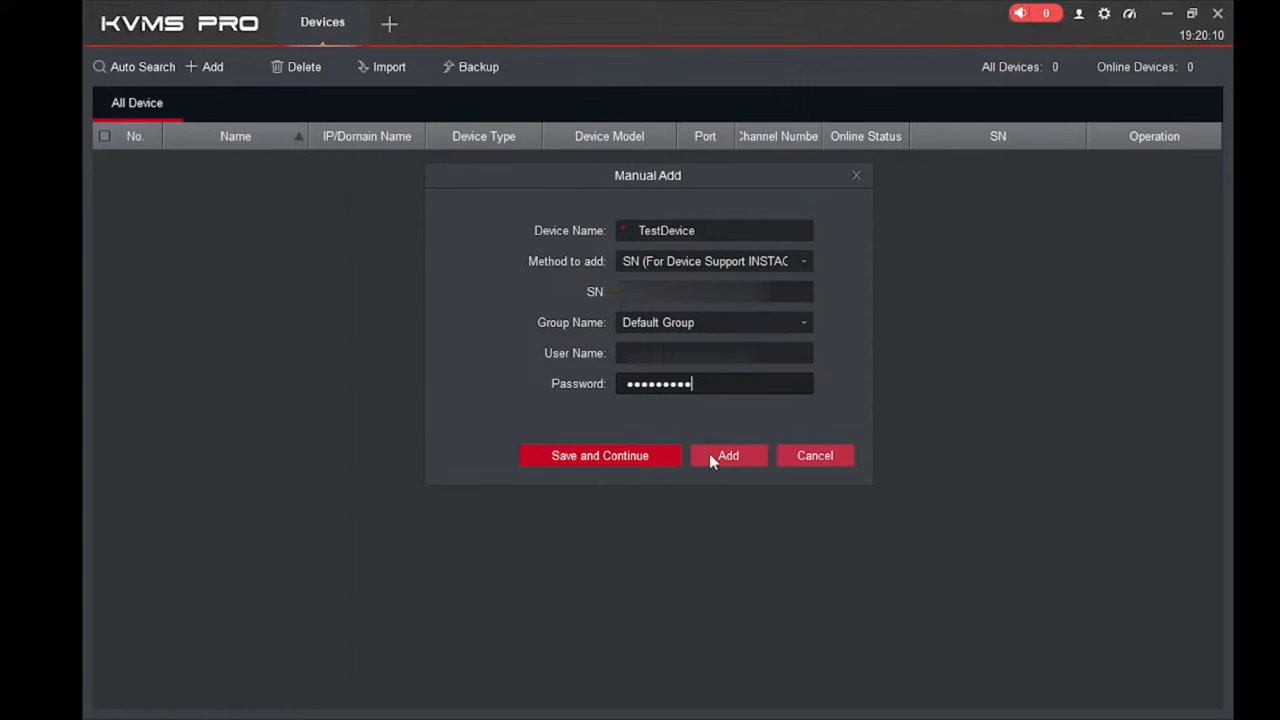 KVMS PRO Devices 0
19:20:10
Auto Search Add Delete Import Backup All Devices: 0 Online Devices: 0
All Device
No. Name IP/Domain Name Device Type Device Model Port Channel Numbe Online Status SN Operation
Manual Add
Device Name: * TestDevice
Method to add: SN (For Device Support INSTAC
SN
Group Name: Default Group
User Name:
Password: •••••••••
Save and Continue Add Cancel